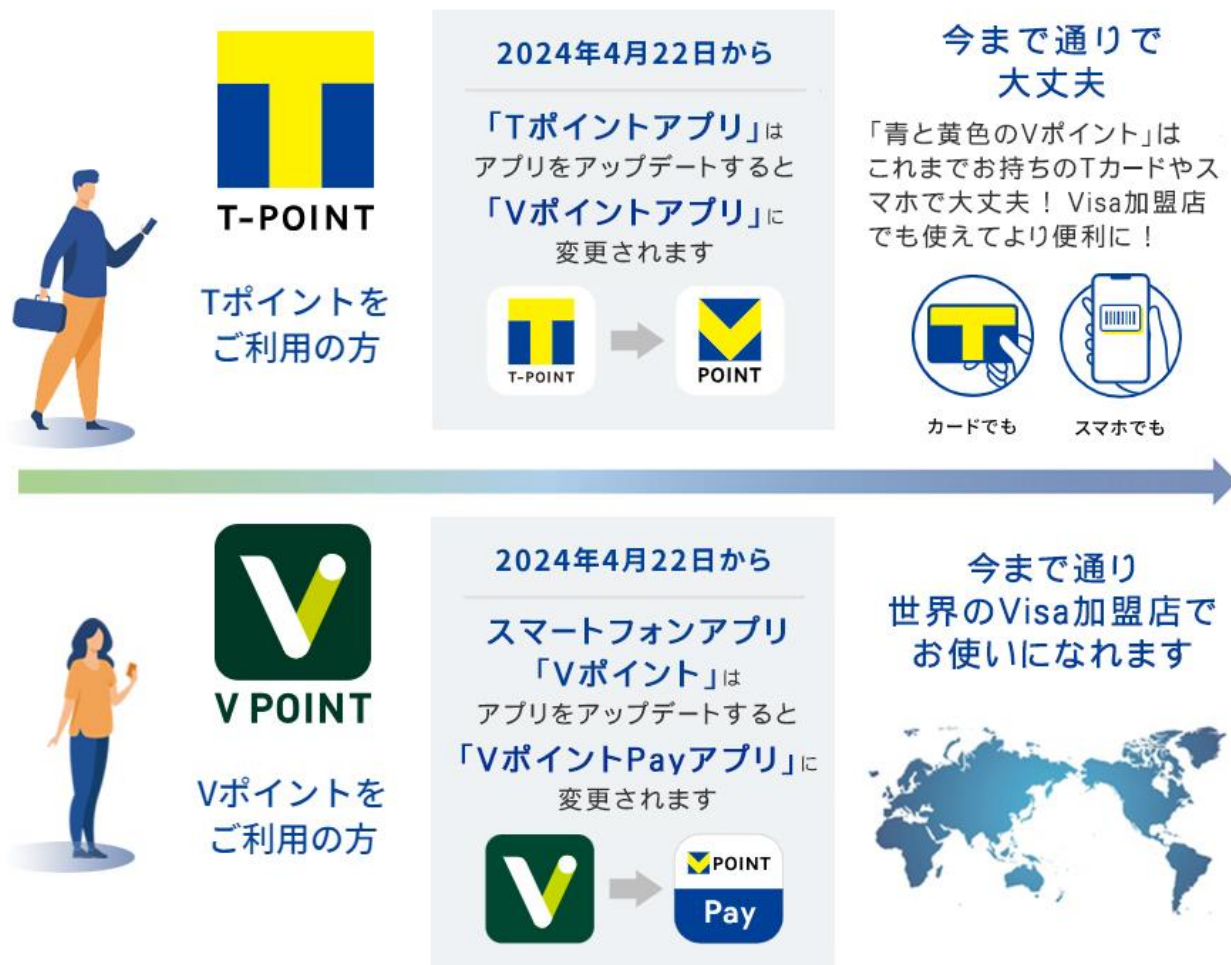 T-POINT
Tポイントを
ご利用の方
2024年4月22日から
「Tポイントアプリ」は
アプリをアップデートすると
「Vポイントアプリ」に
変更されます
T-POINT
POINT
今まで通りで
大丈夫
「青と黄色のVポイント」は
これまでお持ちのTカードやス
マホで大丈夫！Visa加盟店
でも使えてより便利に！
カードでも
スマホでも
V POINT
Vポイントを
ご利用の方
2024年4月22日から
スマートフォンアプリ
「Vポイント」は
アプリをアップデートすると
「VポイントPayアプリ」に
変更されます
POINT
Pay
今まで通り
世界のVisa加盟店で
お使いになれます